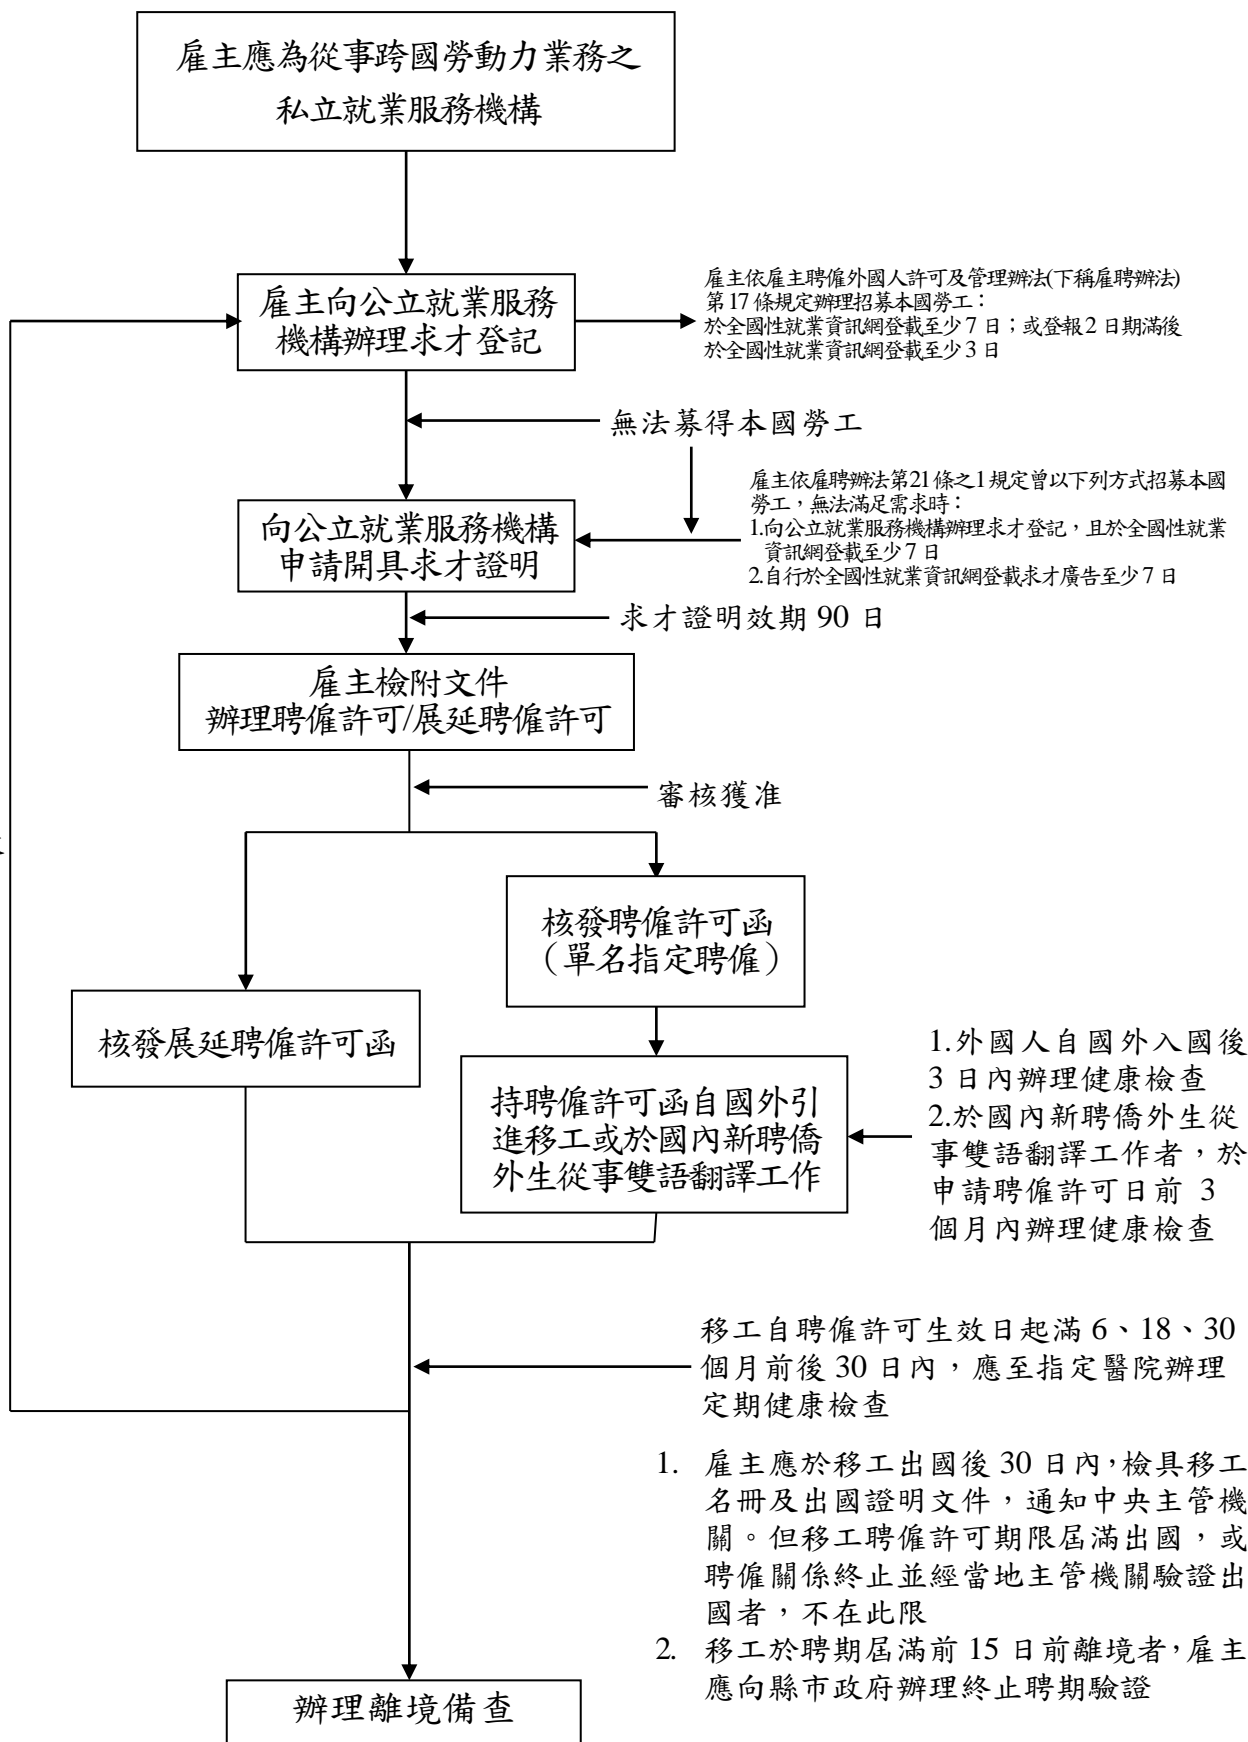 雇主應為從事跨國勞動力業務之
私立就業服務機構
雇主向公立就業服務
機構辦理求才登記
雇主依雇主聘僱外國人許可及管理辦法(下稱雇聘辦法)
第17條規定辦理招募本國勞工：
於全國性就業資訊網登載至少7日；或登報2日期滿後
於全國性就業資訊網登載至少3日
無法募得本國勞工
雇主依雇聘辦法第21條之1規定曾以下列方式招募本國
勞工，無法滿足需求時：
1.向公立就業服務機構辦理求才登記，且於全國性就業
資訊網登載至少7日
2.自行於全國性就業資訊網登載求才廣告至少7日
向公立就業服務機構
申請開具求才證明
求才證明效期 90 日
雇主檢附文件
辦理聘僱許可/展延聘僱許可
審核獲准
核發聘僱許可函
（單名指定聘僱）
核發展延聘僱許可函
持聘僱許可函自國外引
進移工或於國內新聘僑
外生從事雙語翻譯工作
1.外國人自國外入國後
3 日內辦理健康檢查
2.於國內新聘僑外生從
事雙語翻譯工作者，於
申請聘僱許可日前 3
個月內辦理健康檢查
移工自聘僱許可生效日起滿 6、18、30
個月前後 30 日內，應至指定醫院辦理
定期健康檢查
1. 雇主應於移工出國後 30 日內，檢具移工
名冊及出國證明文件，通知中央主管機
關。但移工聘僱許可期限屆滿出國，或
聘僱關係終止並經當地主管機關驗證出
國者，不在此限
2. 移工於聘期屆滿前 15 日前離境者，雇主
應向縣市政府辦理終止聘期驗證
辦理離境備查